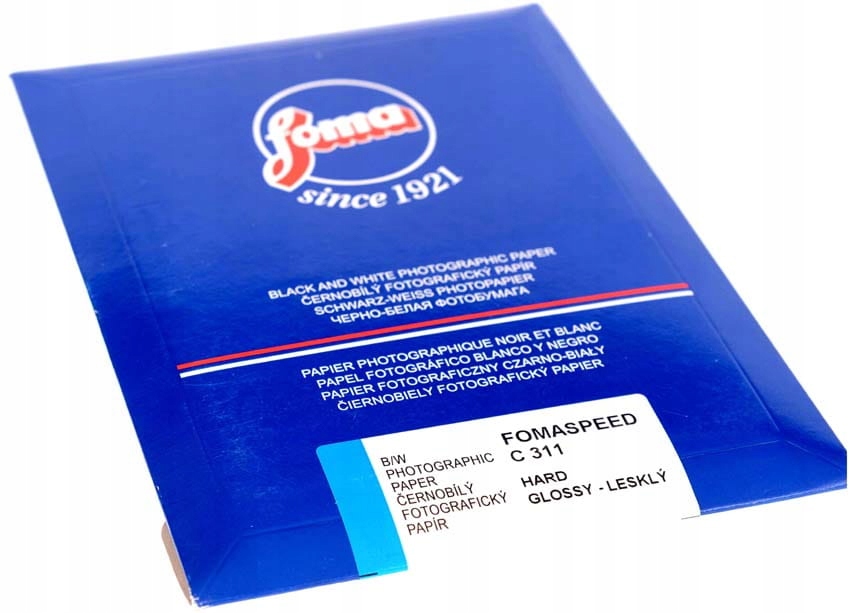 foma
since 1921
BLACK AND WHITE PHOTOGRAPHIC PAPER
ČERNOBÍLÝ FOTOGRAFICKÝ PAPÍR
SCHWARZ-WEISS PHOTOPAPIER
ЧЕРНО-БЕЛАЯ ФОТОБУМАГА
PAPIER PHOTOGRAPHIQUE NOIR ET BLANC
PAPEL FOTOGRÁFICO BLANCO Y NEGRO
PAPIER FOTOGRAFICZNY CZARNO-BIAŁY
ČIERNOBIELY FOTOGRAFICKÝ PAPIER
B/W
PHOTOGRAPHIC
PAPER
ČERNOBÍLÝ
FOTOGRAFICKÝ
PAPÍR
FOMASPEED
C 311
HARD
GLOSSY - LESKLÝ